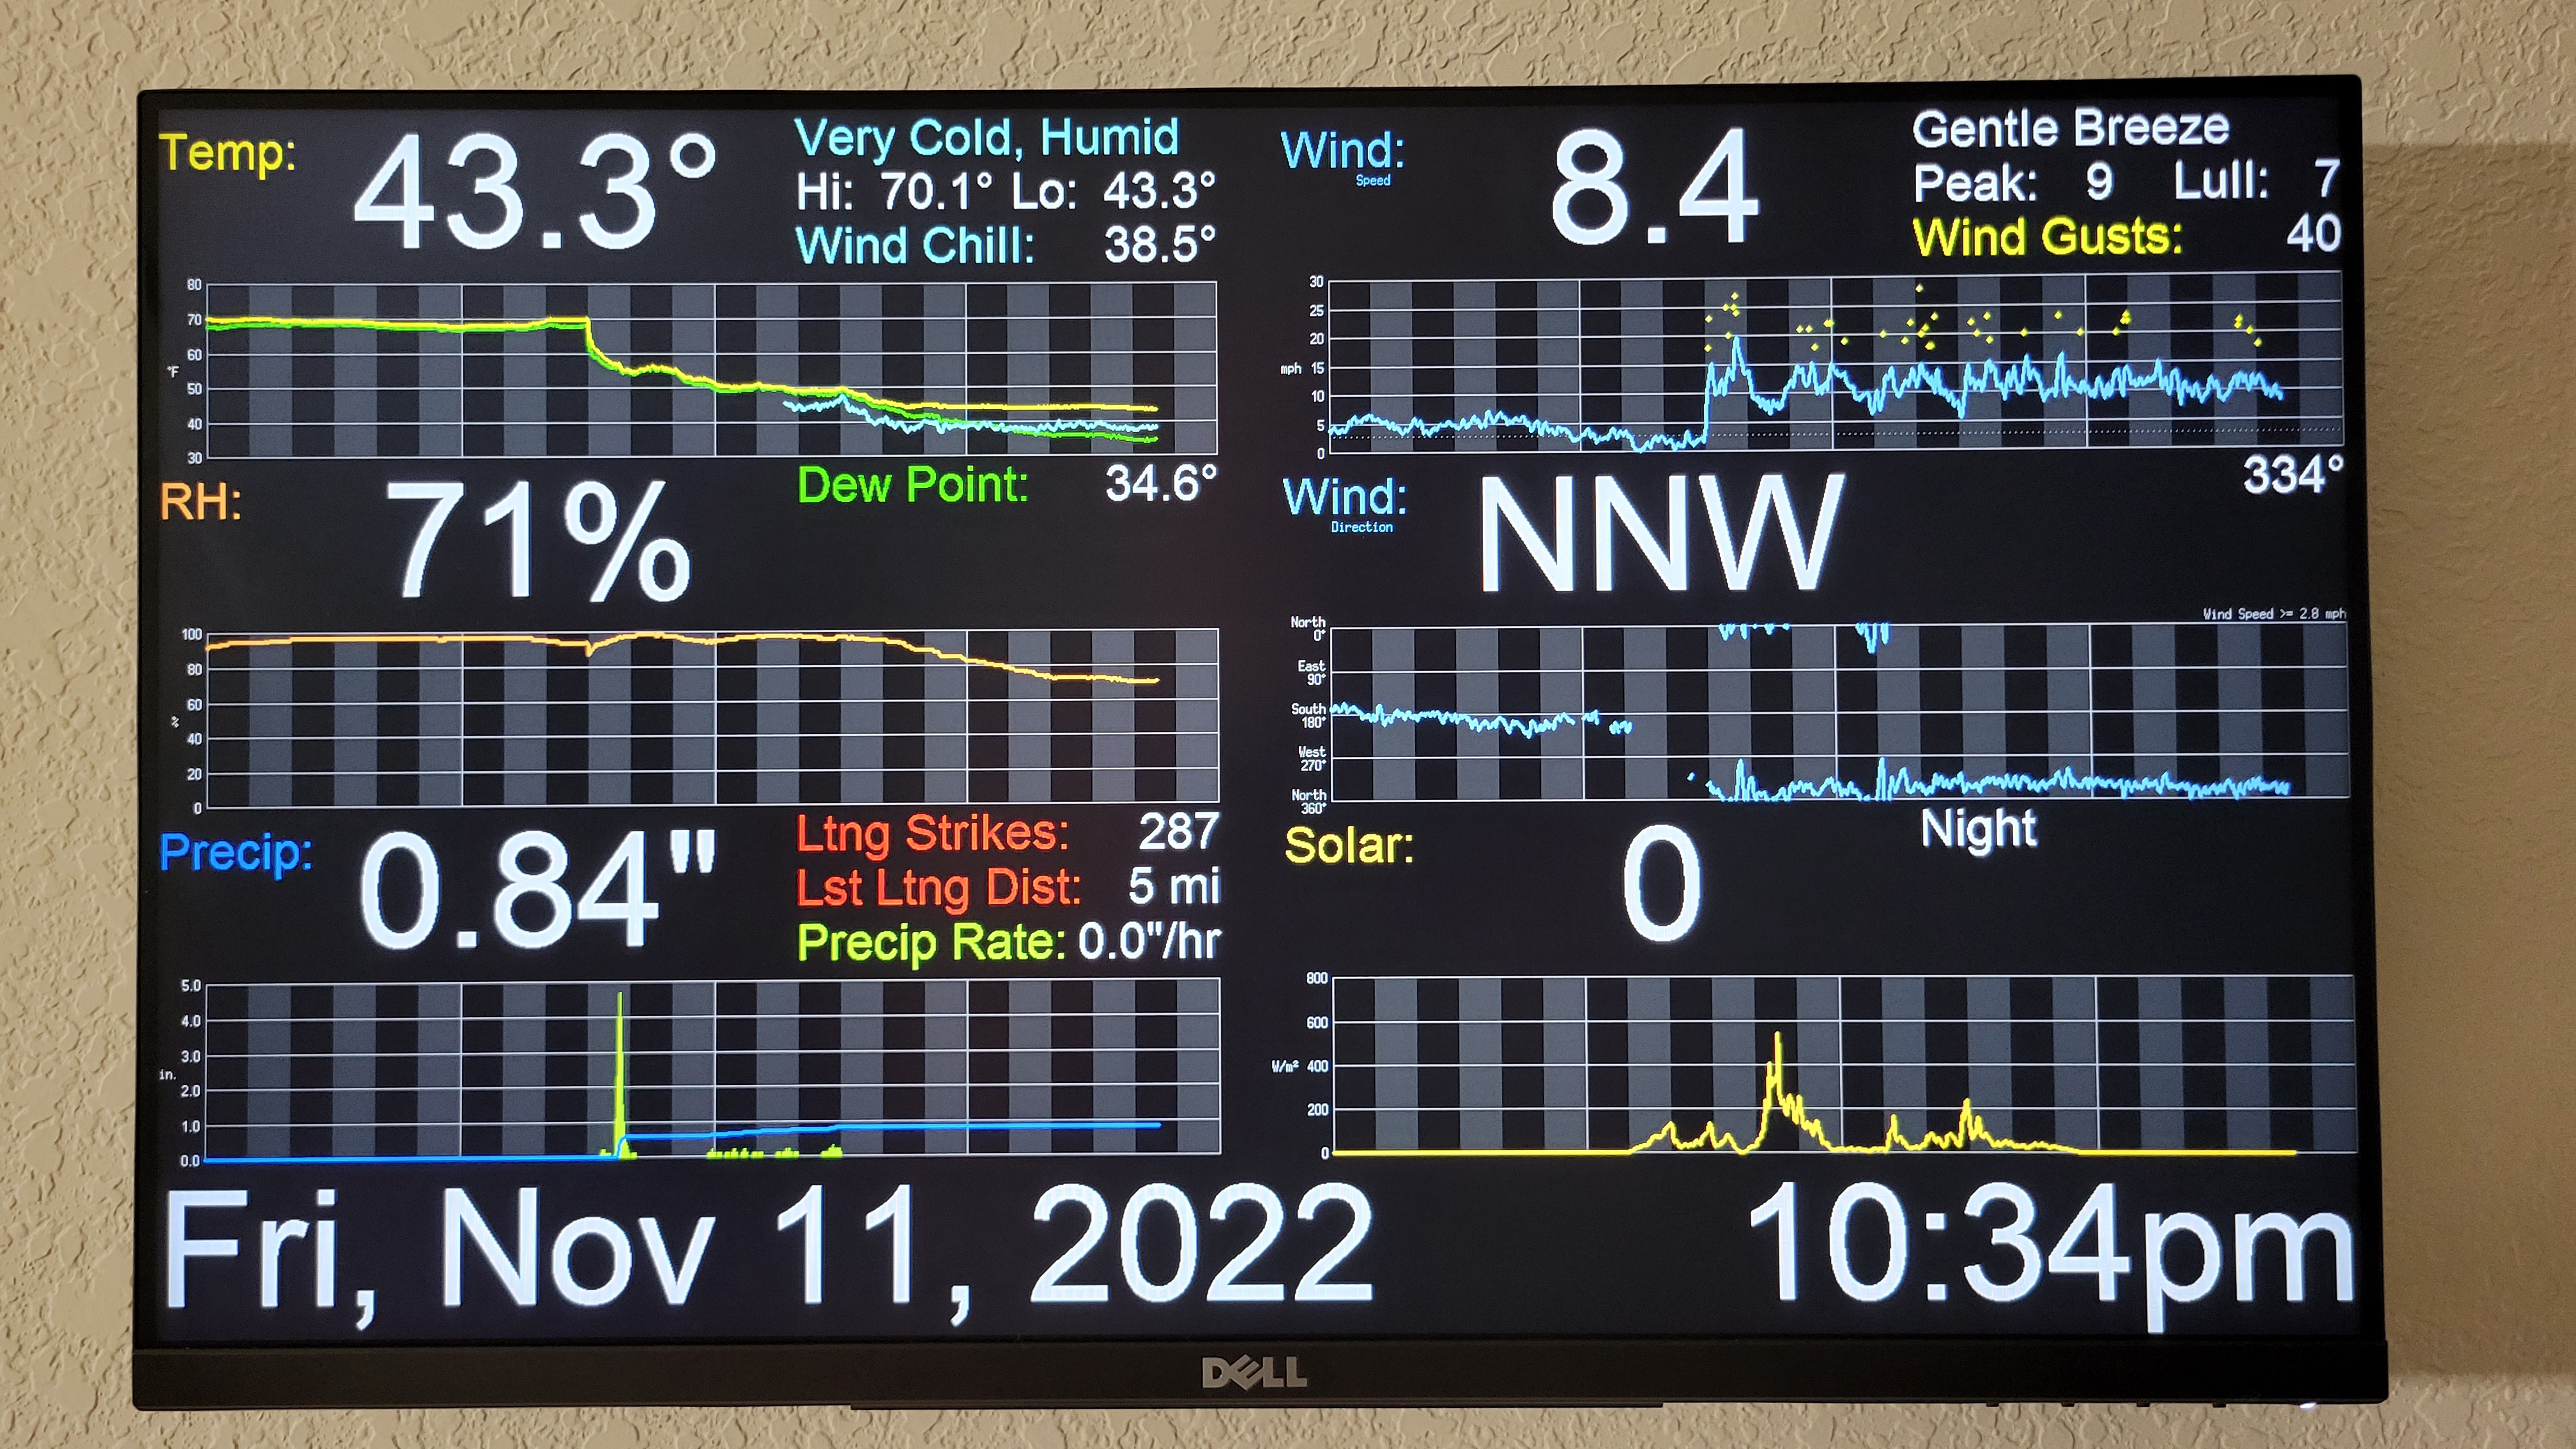 Temp: 43.3° Very Cold, Humid
Hi: 70.1° Lo: 43.3°
Wind Chill: 38.5°
80
70
60
°F
50
40
30
RH: 71% Dew Point: 34.6°
100
80
60
%
40
20
0
Precip: 0.84" Ltng Strikes: 287
Lst Ltng Dist: 5 mi
Precip Rate: 0.0"/hr
5.0
4.0
3.0
in.
2.0
1.0
0.0
Wind: 8.4 Gentle Breeze
Speed
Peak: 9 Lull: 7
Wind Gusts: 40
30
25
20
mph 15
10
5
0
Wind: NNW 334°
Direction
Wind Speed >= 2.8 mph
North
0°
East
90°
South
180°
West
270°
North
360°
Solar: 0 Night
800
600
W/m² 400
200
0
Fri, Nov 11, 2022 10:34pm
DELL